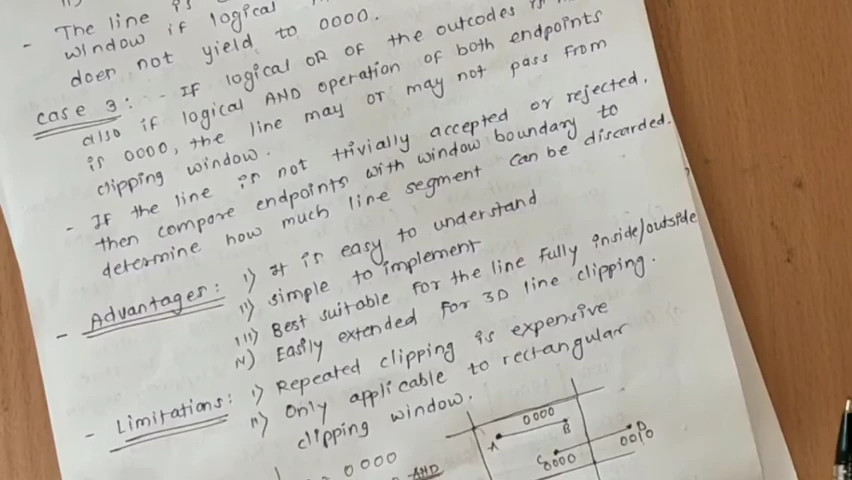 - The line is
window if logical
does not yield to 0000.
case 3: - If logical OR of the outcodes is
also if logical AND operation of both endpoints
is 0000, the line may or may not pass from
clipping window.
- If the line is not trivially accepted or rejected.
then compare endpoints with window boundary to
determine how much line segment can be discarded.
- Advantages: i) It is easy to understand
ii) simple to implement
iii) Best suitable for the line fully inside/outside
iv) Easily extended for 3D line clipping.
- Limitations: i) Repeated clipping is expensive
ii) Only applicable to rectangular
clipping window.
0000
A B
0000
AND
C 0000
D
0010